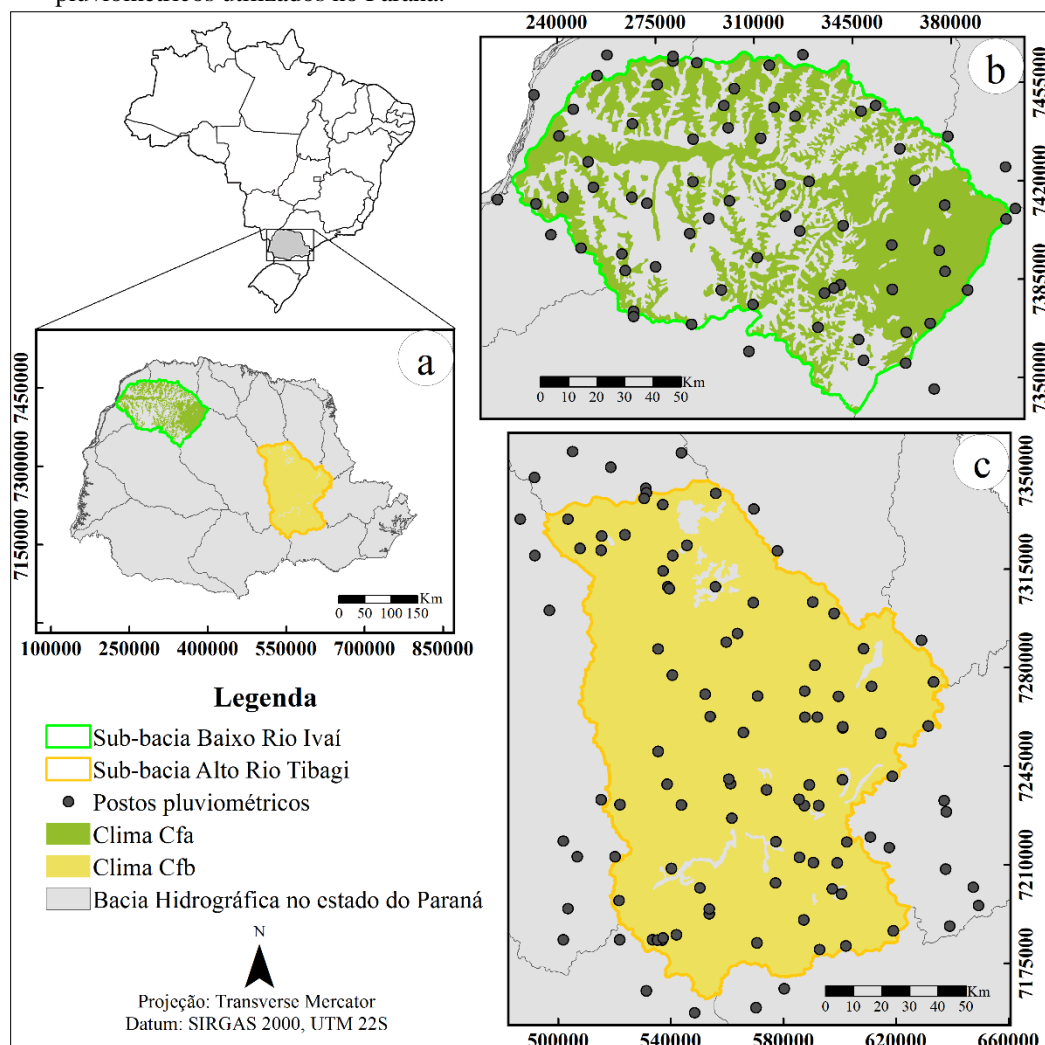 pluviométricos utilizados no Paraná.
240000 275000 310000 345000 380000
b
7455000
7420000
7385000
7350000
0 10 20 30 40 50 Km
a
7450000
7300000
7150000
0 50 100 150 Km
100000 250000 400000 550000 700000 850000
c
7350000
7315000
7280000
7245000
7210000
7175000
0 10 20 30 40 50 Km
500000 540000 580000 620000 660000
Legenda
Sub-bacia Baixo Rio Ivaí
Sub-bacia Alto Rio Tibagi
Postos pluviométricos
Clima Cfa
Clima Cfb
Bacia Hidrográfica no estado do Paraná
N
Projeção: Transverse Mercator
Datum: SIRGAS 2000, UTM 22S